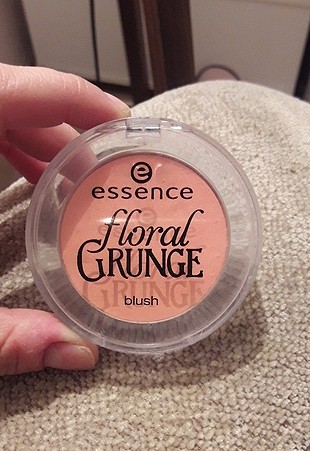 e
essence
floral
GRUNGE
blush